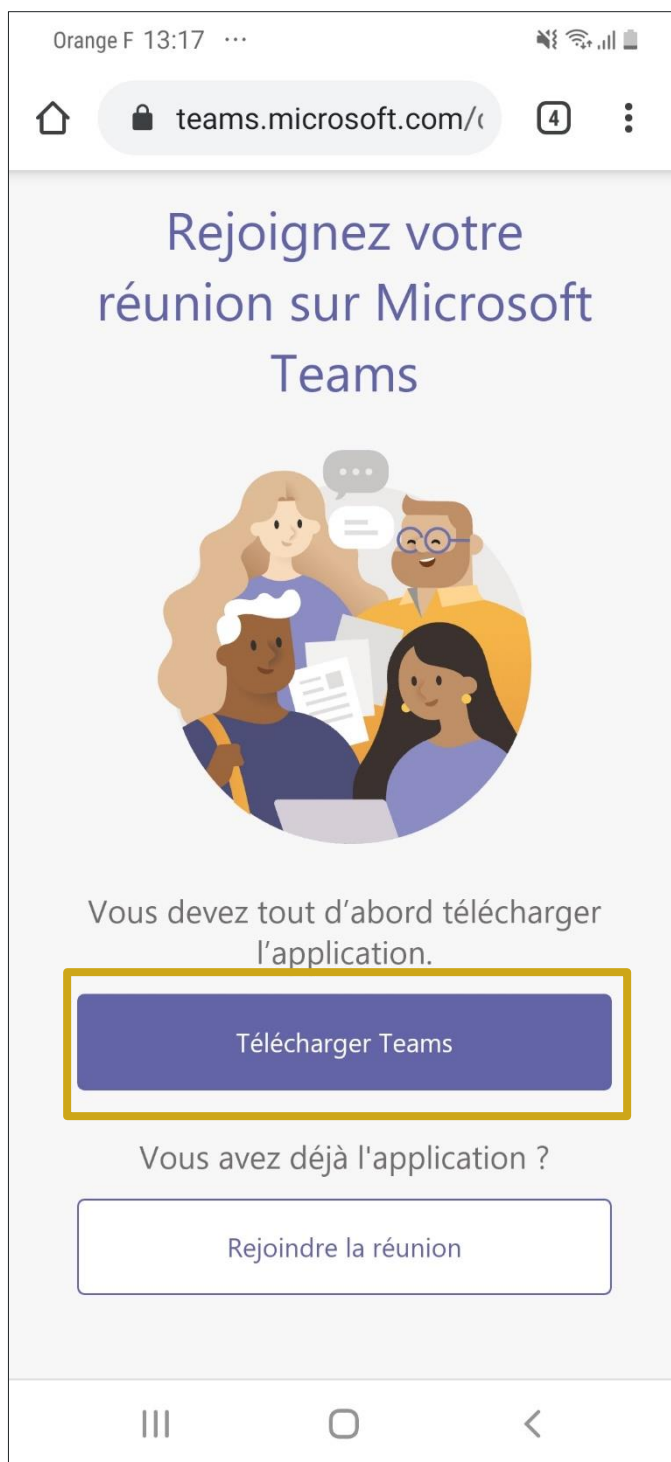 Orange F 13:17 ...
teams.microsoft.com/
4
Rejoignez votre
réunion sur Microsoft
Teams
Vous devez tout d’abord télécharger
l’application.
Télécharger Teams
Vous avez déjà l'application ?
Rejoindre la réunion